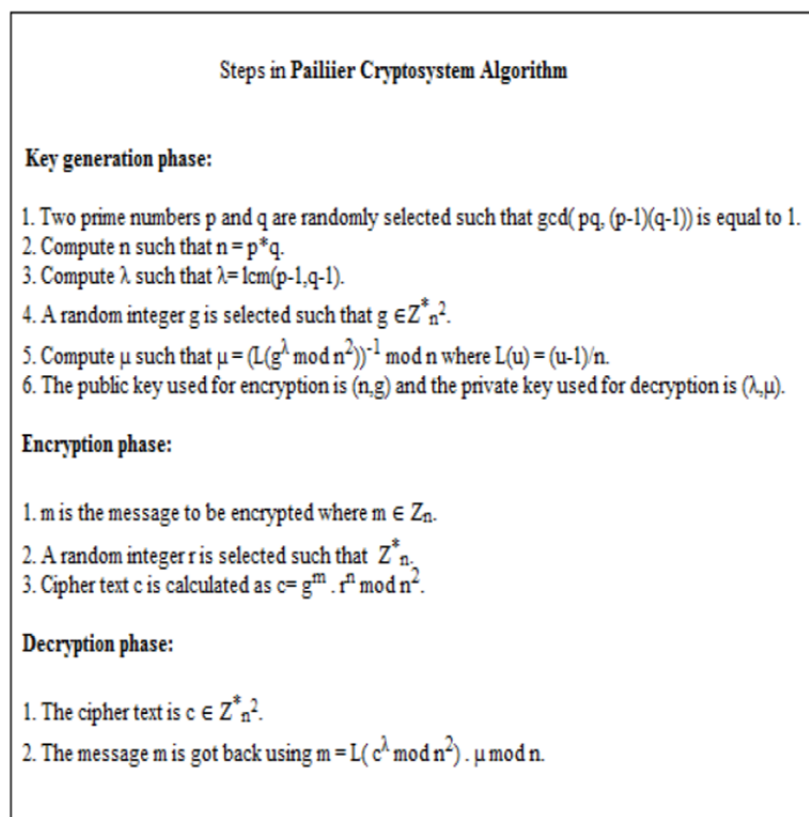 Steps in Pailiier Cryptosystem Algorithm
Key generation phase:
1. Two prime numbers p and q are randomly selected such that gcd( pq, (p-1)(q-1)) is equal to 1.
2. Compute n such that n = p*q.
3. Compute λ such that λ= lcm(p-1,q-1).
4. A random integer g is selected such that g ∈Z*n².
5. Compute μ such that μ = (L(g^λ mod n²))⁻¹ mod n where L(u) = (u-1)/n.
6. The public key used for encryption is (n,g) and the private key used for decryption is (λ,μ).
Encryption phase:
1. m is the message to be encrypted where m ∈ Zn.
2. A random integer r is selected such that Z*n.
3. Cipher text c is calculated as c= g^m . r^n mod n².
Decryption phase:
1. The cipher text is c ∈ Z*n².
2. The message m is got back using m = L( c^λ mod n²) . μ mod n.